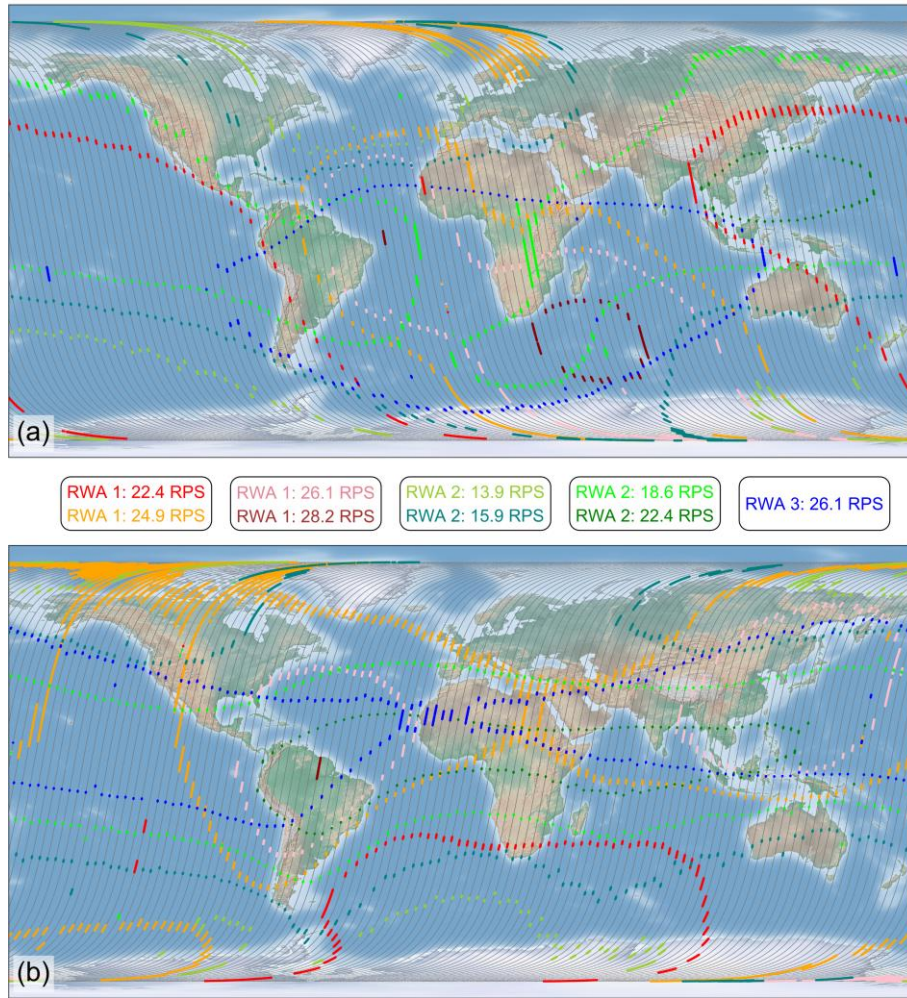 (a)
RWA 1: 22.4 RPS
RWA 1: 24.9 RPS
RWA 1: 26.1 RPS
RWA 1: 28.2 RPS
RWA 2: 13.9 RPS
RWA 2: 15.9 RPS
RWA 2: 18.6 RPS
RWA 2: 22.4 RPS
RWA 3: 26.1 RPS
(b)